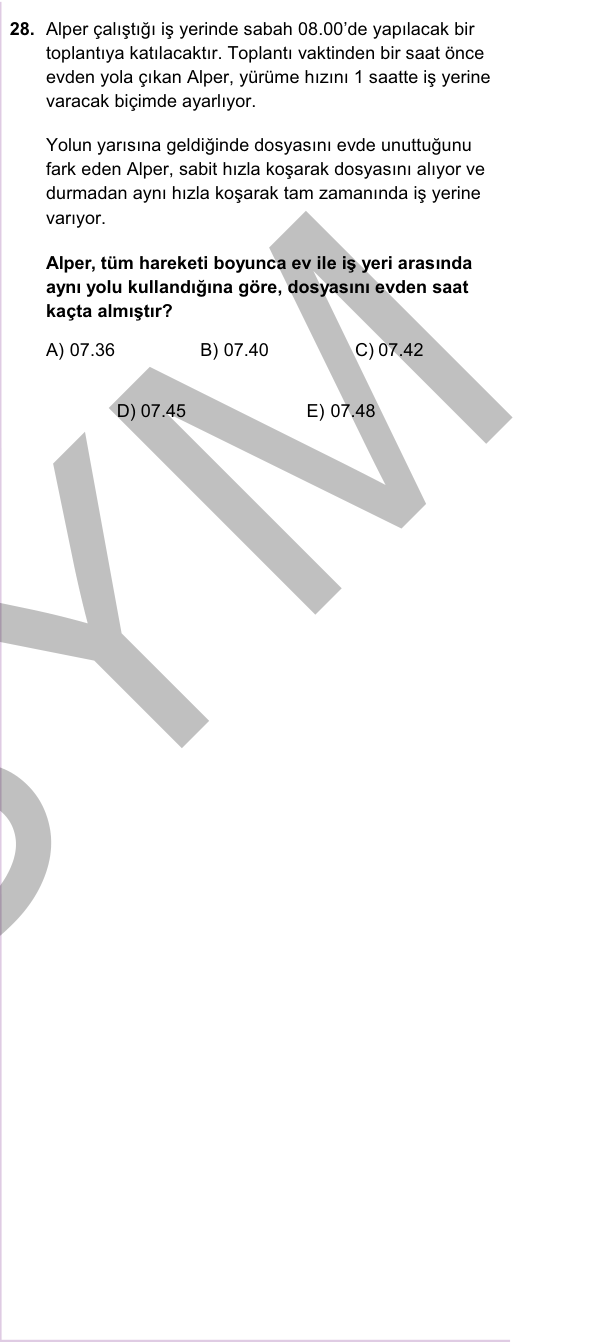 28. Alper çalıştığı iş yerinde sabah 08.00’de yapılacak bir
toplantıya katılacaktır. Toplantı vaktinden bir saat önce
evden yola çıkan Alper, yürüme hızını 1 saatte iş yerine
varacak biçimde ayarlıyor.
Yolun yarısına geldiğinde dosyasını evde unuttuğunu
fark eden Alper, sabit hızla koşarak dosyasını alıyor ve
durmadan aynı hızla koşarak tam zamanında iş yerine
varıyor.
Alper, tüm hareketi boyunca ev ile iş yeri arasında
aynı yolu kullandığına göre, dosyasını evden saat
kaçta almıştır?
A) 07.36 B) 07.40 C) 07.42
D) 07.45 E) 07.48
YM